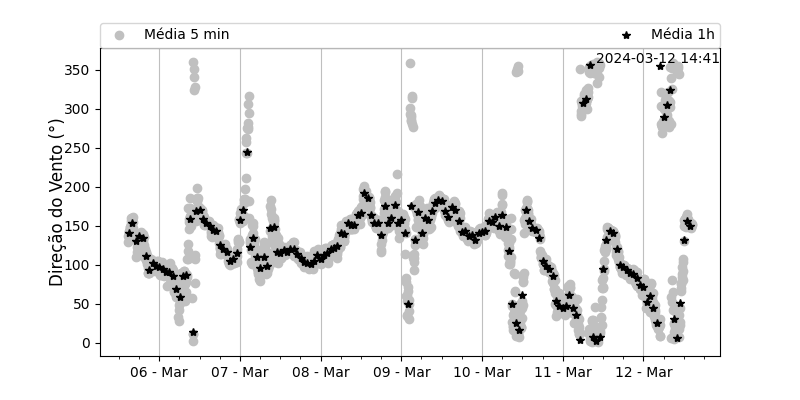 Média 5 min
Média 1h
2024-03-12 14:41
Direção do Vento (°)
350
300
250
200
150
100
50
0
06 - Mar
07 - Mar
08 - Mar
09 - Mar
10 - Mar
11 - Mar
12 - Mar